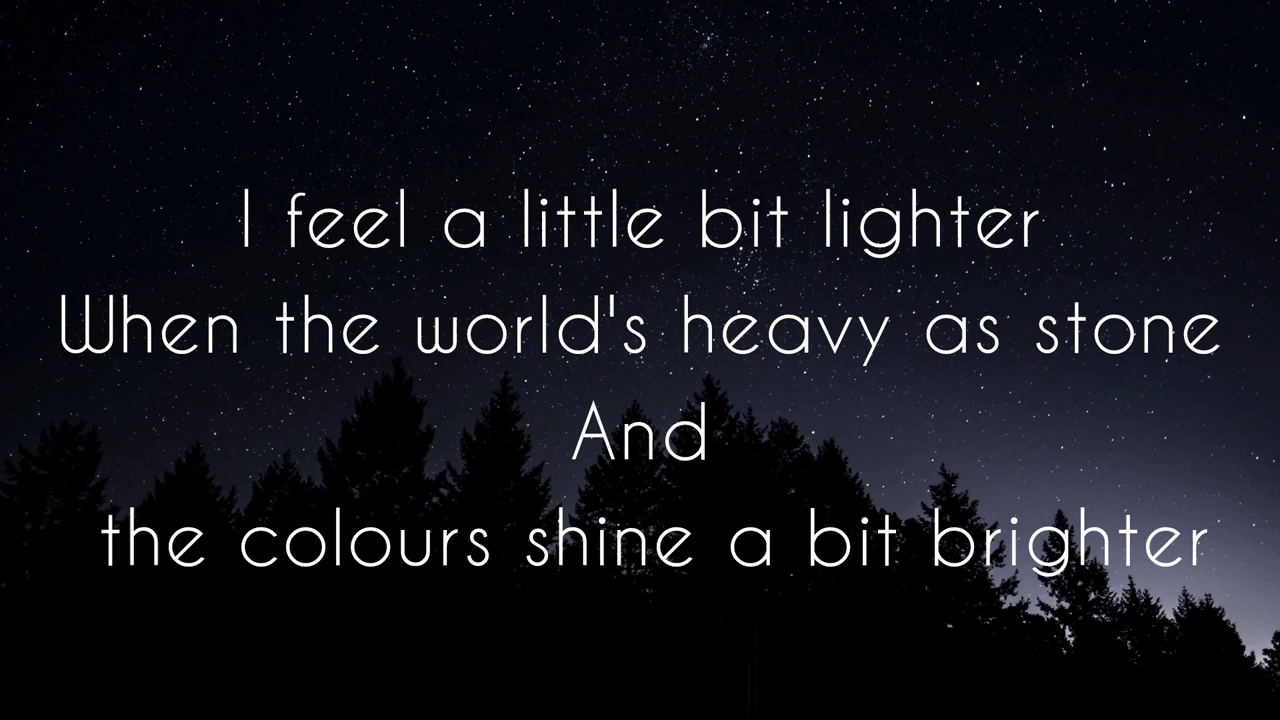 I feel a little bit lighter
When the world's heavy as stone
And
the colours shine a bit brighter